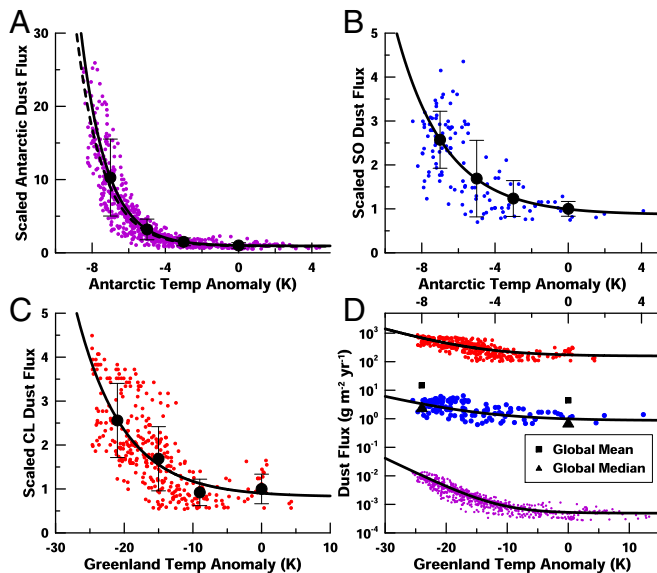 A
30
20
10
0
Scaled Antarctic Dust Flux
-8 -4 0 4
Antarctic Temp Anomaly (K)
B
5
4
3
2
1
0
Scaled SO Dust Flux
-8 -4 0 4
Antarctic Temp Anomaly (K)
C
5
4
3
2
1
0
Scaled CL Dust Flux
-30 -20 -10 0 10
Greenland Temp Anomaly (K)
D
-8 -4 0 4
10³
10²
10¹
10⁰
10⁻¹
10⁻²
10⁻³
10⁻⁴
Dust Flux (g m⁻² yr⁻¹)
Global Mean
Global Median
-30 -20 -10 0 10
Greenland Temp Anomaly (K)